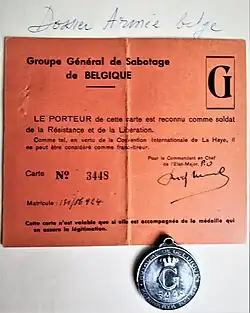 Dossier Armée belge
Groupe Général de Sabotage
de BELGIQUE
G
LE PORTEUR de cette carte est reconnu comme soldat
de la Résistance et de la Libération.
Comme tel, en vertu de la Convention Internationale de La Haye, il
ne peut être considéré comme franc-tireur.
Pour le Commandant en Chef
de l'Etat-Major,
Carte No 3448
Matricule :
Cette carte n'est valable que si elle est accompagnée de la médaille qui
en assure la légitimation.
G